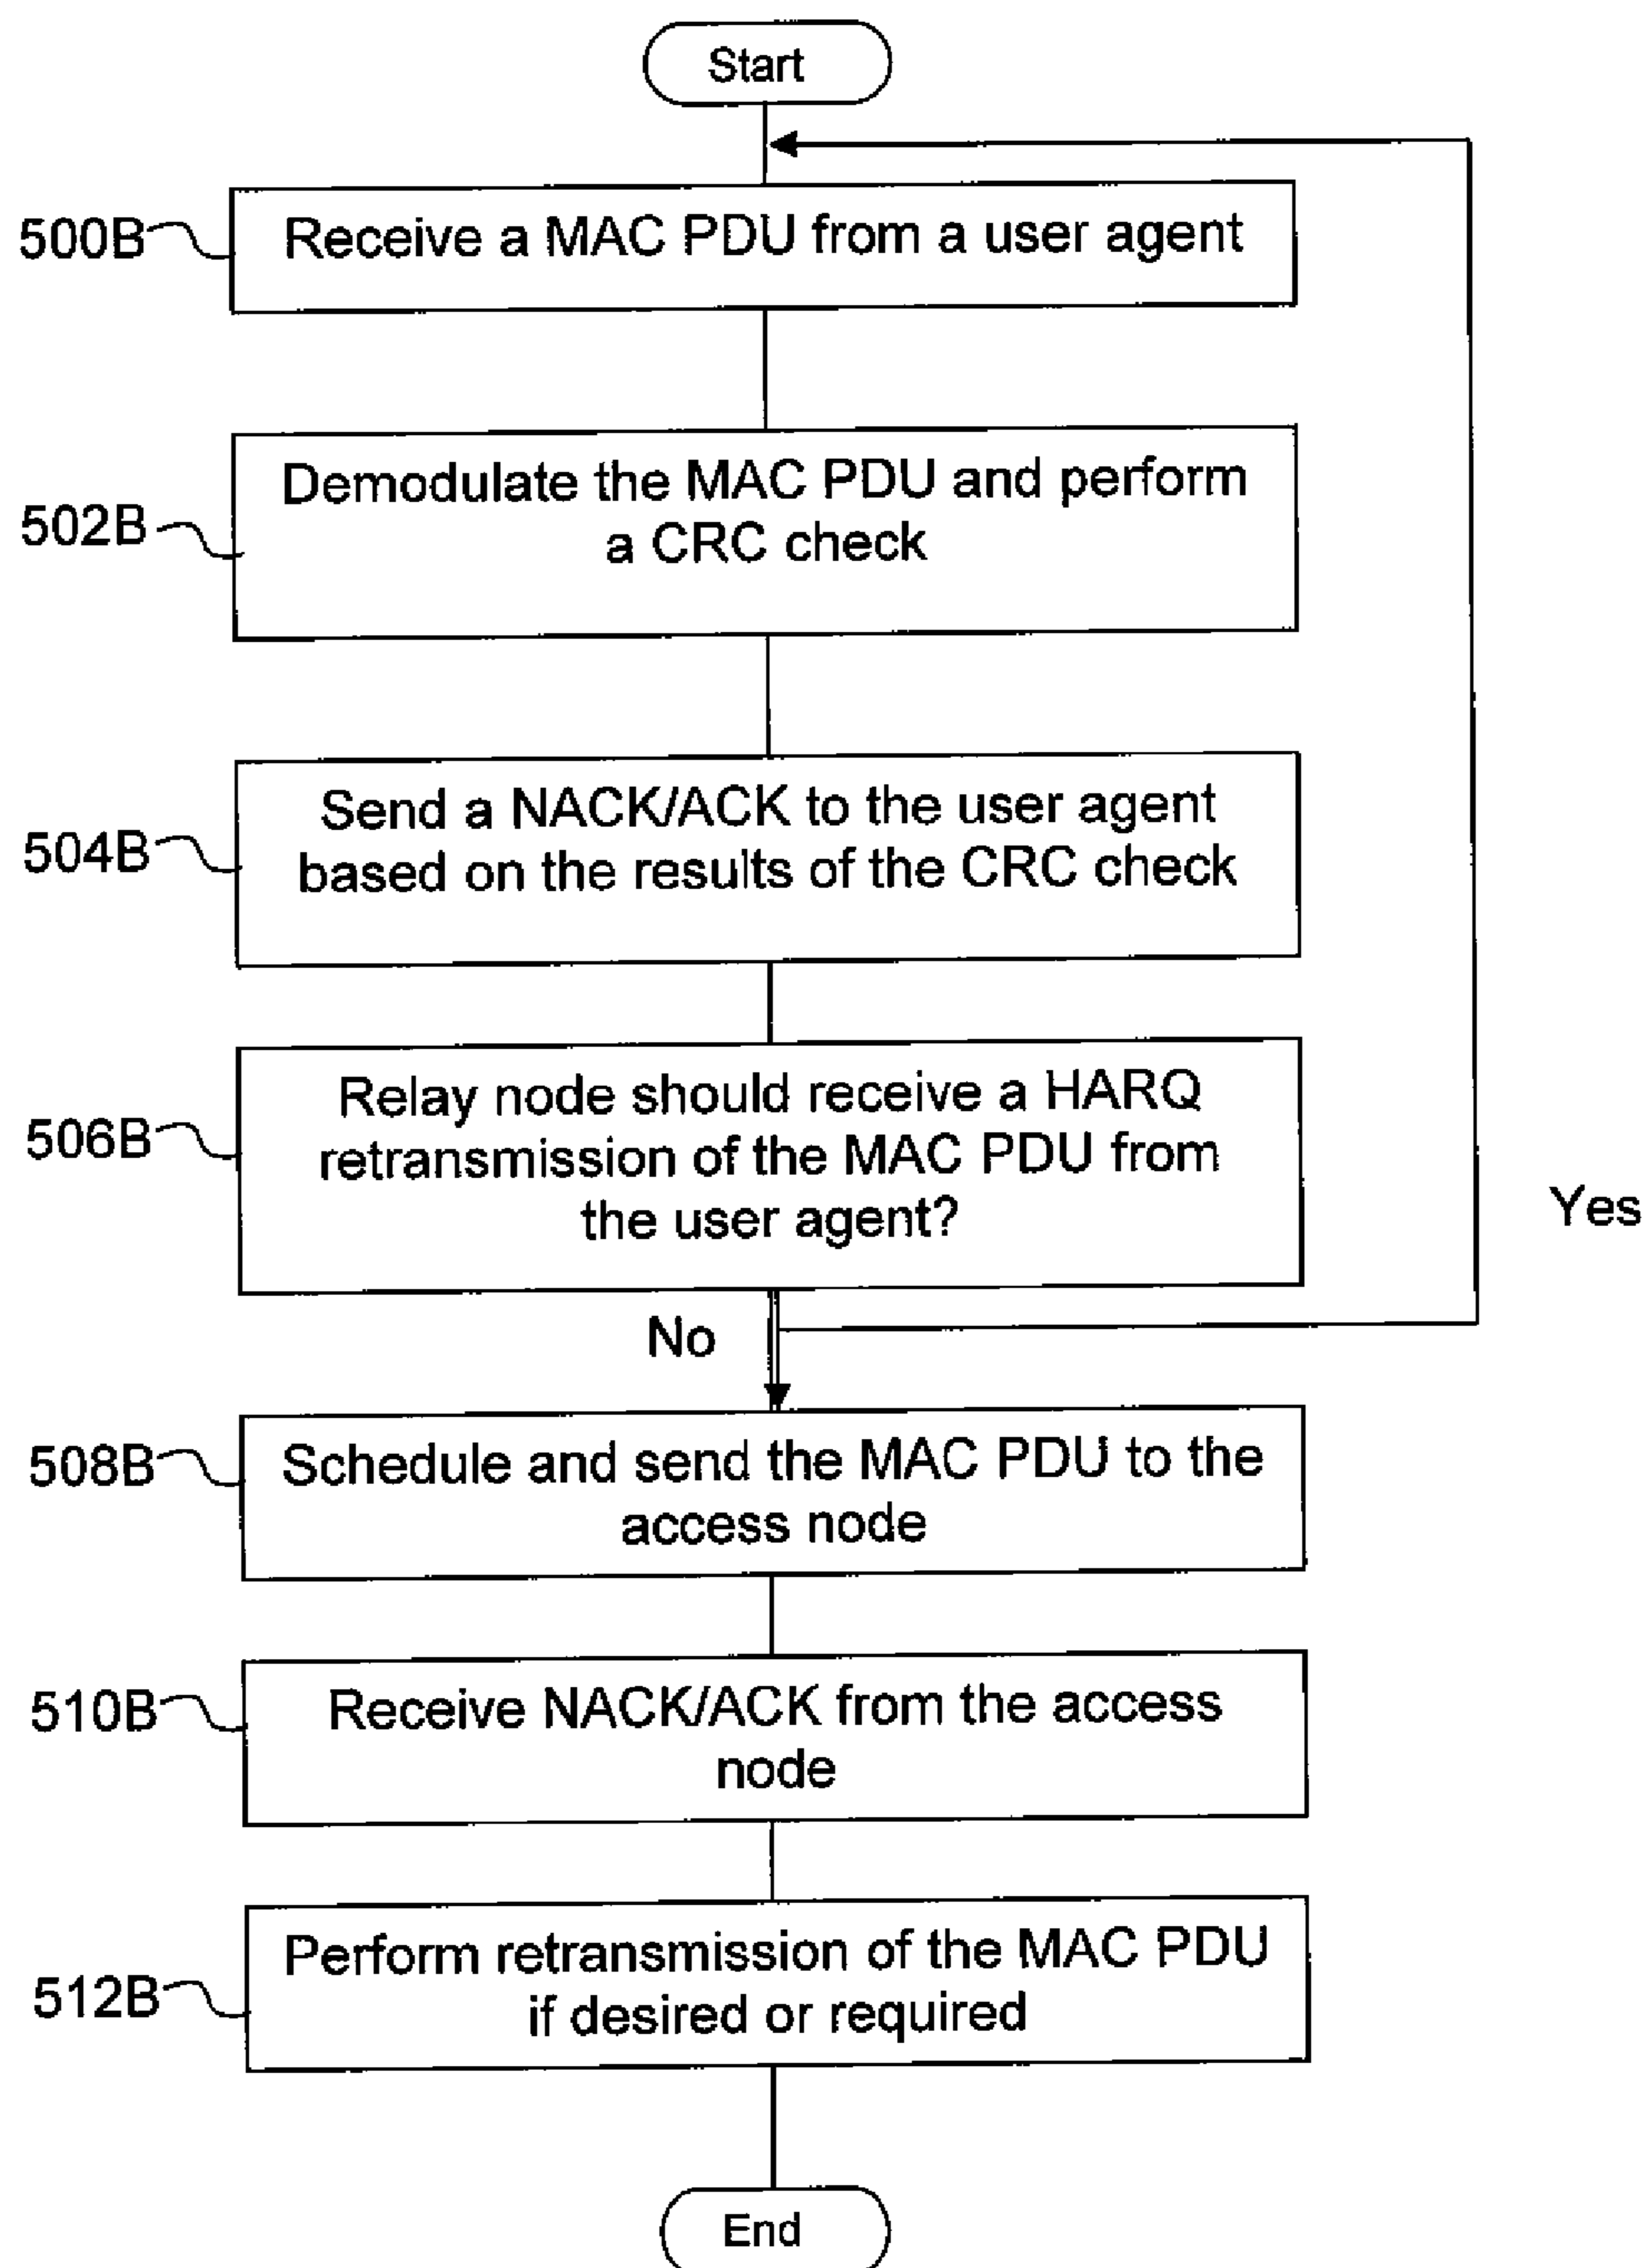 Start
500B
Receive a MAC PDU from a user agent
502B
Demodulate the MAC PDU and perform
a CRC check
504B
Send a NACK/ACK to the user agent
based on the results of the CRC check
506B
Relay node should receive a HARQ
retransmission of the MAC PDU from
the user agent?
Yes
No
508B
Schedule and send the MAC PDU to the
access node
510B
Receive NACK/ACK from the access
node
512B
Perform retransmission of the MAC PDU
if desired or required
End